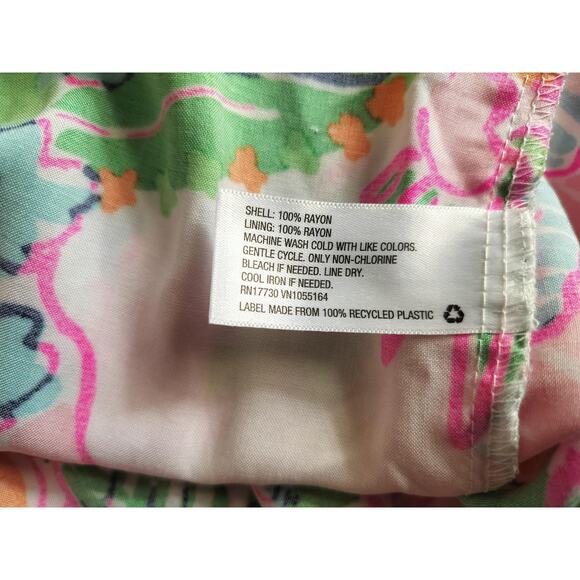 SHELL: 100% RAYON
LINING: 100% RAYON
MACHINE WASH COLD WITH LIKE COLORS.
GENTLE CYCLE. ONLY NON-CHLORINE
BLEACH IF NEEDED. LINE DRY.
COOL IRON IF NEEDED.
RN17730 VN1055164
LABEL MADE FROM 100% RECYCLED PLASTIC